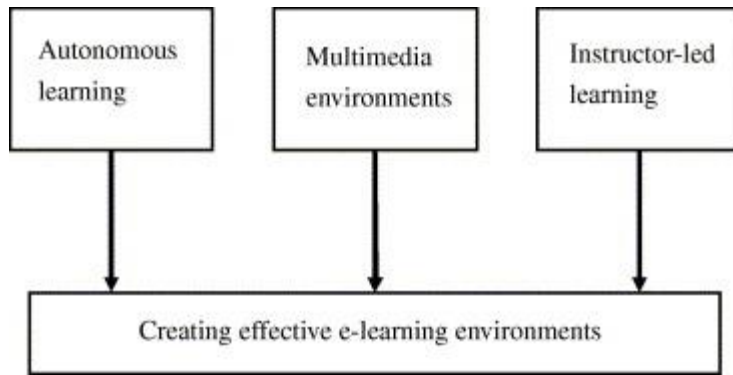 Autonomous
learning
Multimedia
environments
Instructor-led
learning
Creating effective e-learning environments